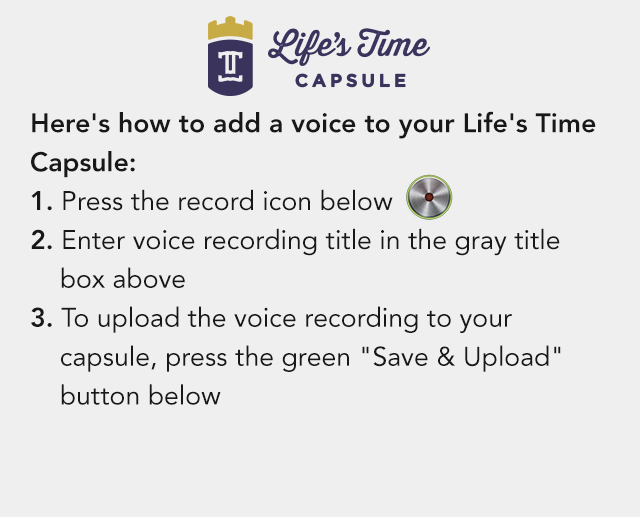 Life's Time
CAPSULE
Here's how to add a voice to your Life's Time
Capsule:
1. Press the record icon below
2. Enter voice recording title in the gray title
box above
3. To upload the voice recording to your
capsule, press the green "Save & Upload"
button below